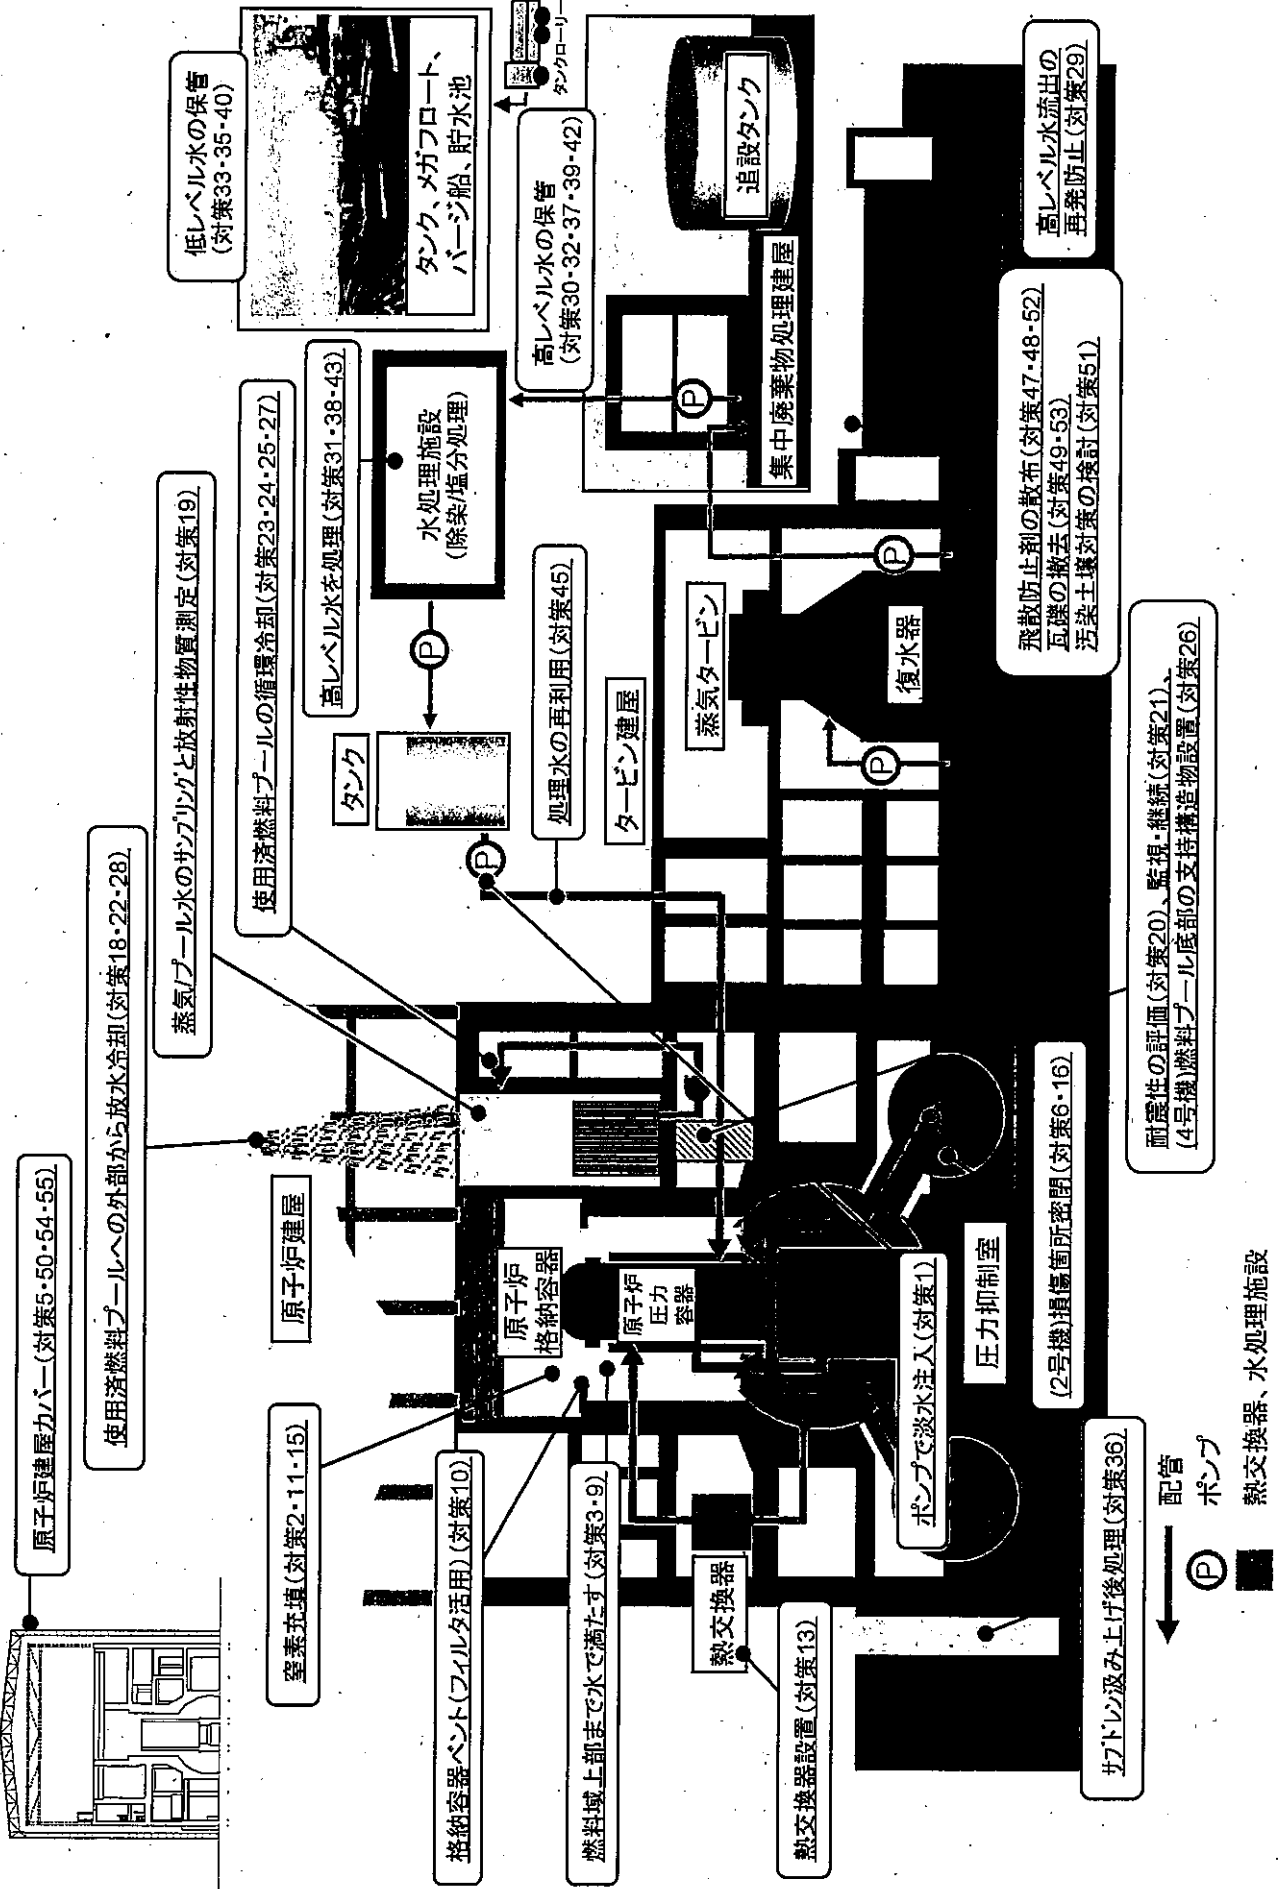 原子炉建屋カバー(対策5・50・54・55)
使用済燃料プールへの外部から放水冷却(対策18・22・28)
蒸気/プール水のサンプリングと放射性物質測定(対策19)
使用済燃料プールの循環冷却(対策23・24・25・27)
高レベル水を処理(対策31・38・43)
低レベル水の保管
(対策33・35・40)
タンク、メガフロート、
バージ船、貯水池
タンクローリー
高レベル水の保管
(対策30・32・37・39・42)
水処理施設
(除染/塩分処理)
P
P
タンク
P
処理水の再利用(対策45)
追設タンク
集中廃棄物処理建屋
窒素充填(対策2・11・15)
格納容器ベント(フィルタ活用)(対策10)
燃料域上部まで水で満たす(対策3・9)
熱交換器設置(対策13)
熱交換器
原子炉建屋
原子炉
格納容器
原子炉
圧力
容器
タービン建屋
蒸気タービン
復水器
P
P
ポンプで淡水注入(対策1)
圧力抑制室
(2号機)損傷箇所密閉(対策6・16)
サブドレン汲み上げ後処理(対策36)
耐震性の評価(対策20)、監視・継続(対策21)、
(4号機)燃料プール底部の支持構造物設置(対策26)
飛散防止剤の散布(対策47・48・52)
瓦礫の撤去(対策49・53)
汚染土壌対策の検討(対策51)
高レベル水流出の
再発防止(対策29)
配管
P
ポンプ
熱交換器、水処理施設